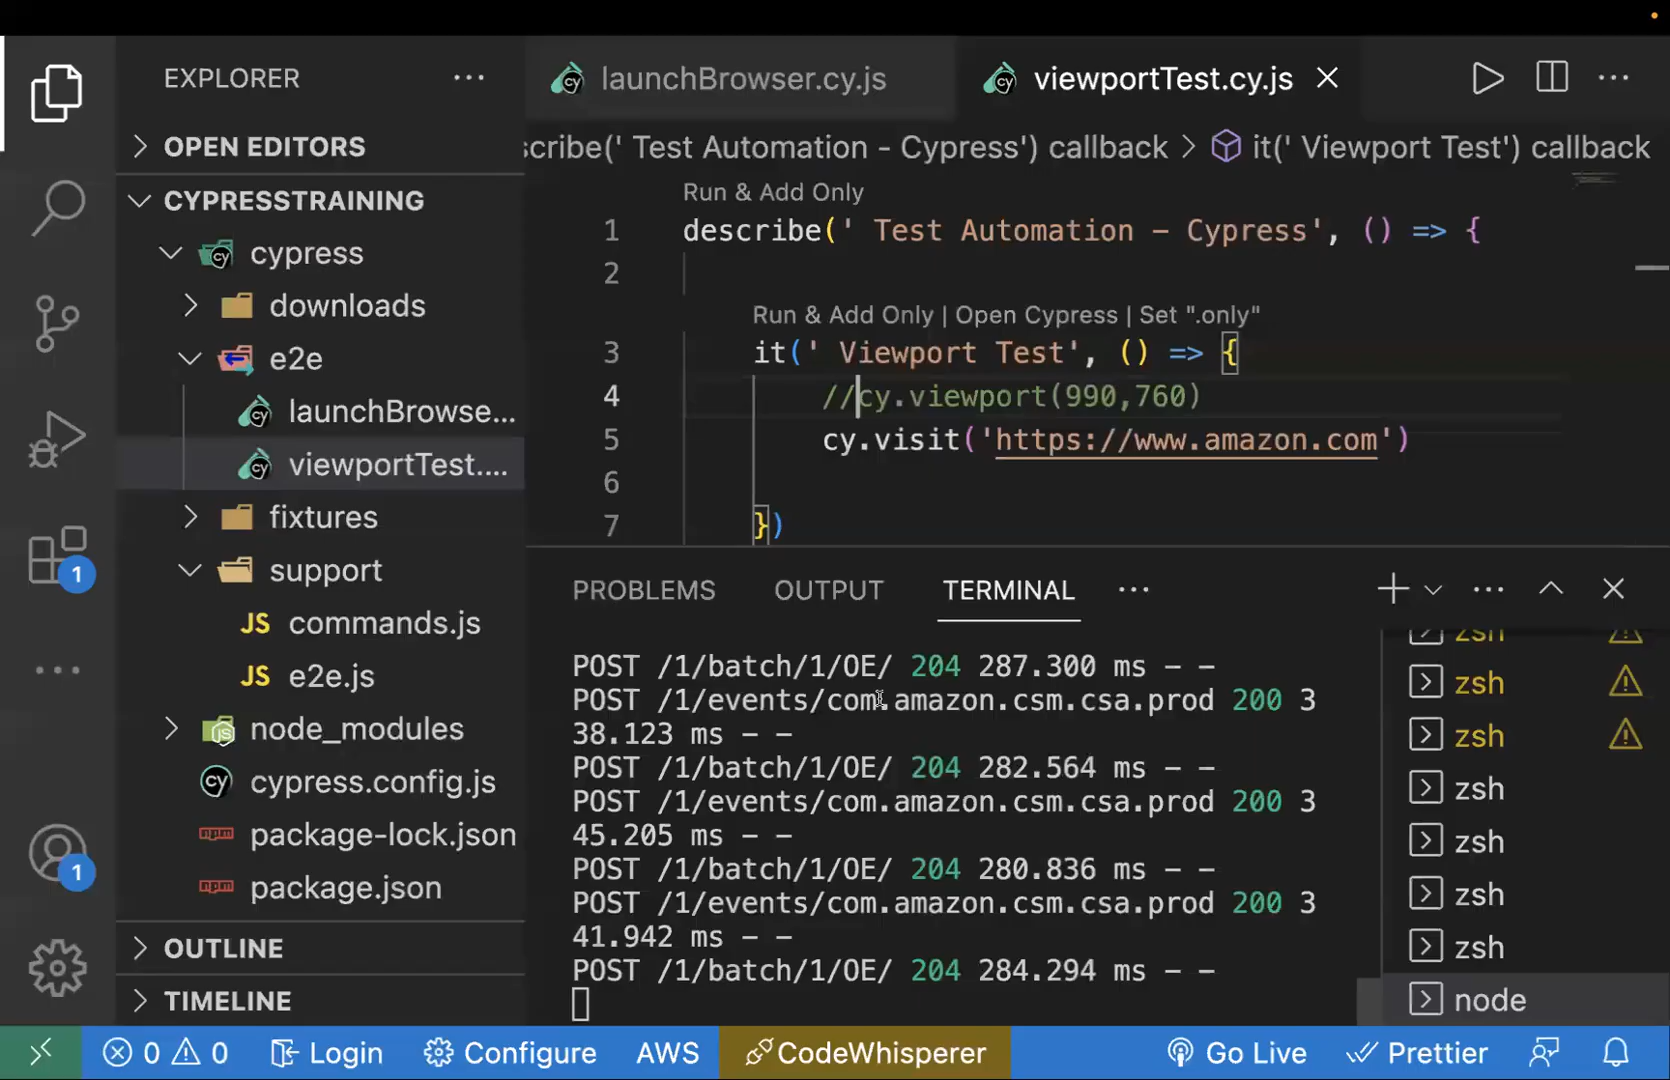 EXPLORER
OPEN EDITORS
CYPRESSTRAINING
cypress
downloads
e2e
launchBrowse...
viewportTest....
fixtures
support
JS commands.js
JS e2e.js
node_modules
cypress.config.js
package-lock.json
package.json
OUTLINE
TIMELINE
1
1
launchBrowser.cy.js
viewportTest.cy.js
scribe(' Test Automation - Cypress') callback > it(' Viewport Test') callback
Run & Add Only
1 describe(' Test Automation – Cypress', () => {
2
Run & Add Only | Open Cypress | Set ".only"
3 it(' Viewport Test', () => {
4 //cy.viewport(990,760)
5 cy.visit('https://www.amazon.com')
6
7 })
PROBLEMS OUTPUT TERMINAL
POST /1/batch/1/OE/ 204 287.300 ms - -
POST /1/events/com.amazon.csm.csa.prod 200 3
38.123 ms - -
POST /1/batch/1/OE/ 204 282.564 ms - -
POST /1/events/com.amazon.csm.csa.prod 200 3
45.205 ms - -
POST /1/batch/1/OE/ 204 280.836 ms - -
POST /1/events/com.amazon.csm.csa.prod 200 3
41.942 ms - -
POST /1/batch/1/OE/ 204 284.294 ms - -
zsh
zsh
zsh
zsh
zsh
zsh
zsh
node
0 0 Login Configure AWS CodeWhisperer Go Live Prettier